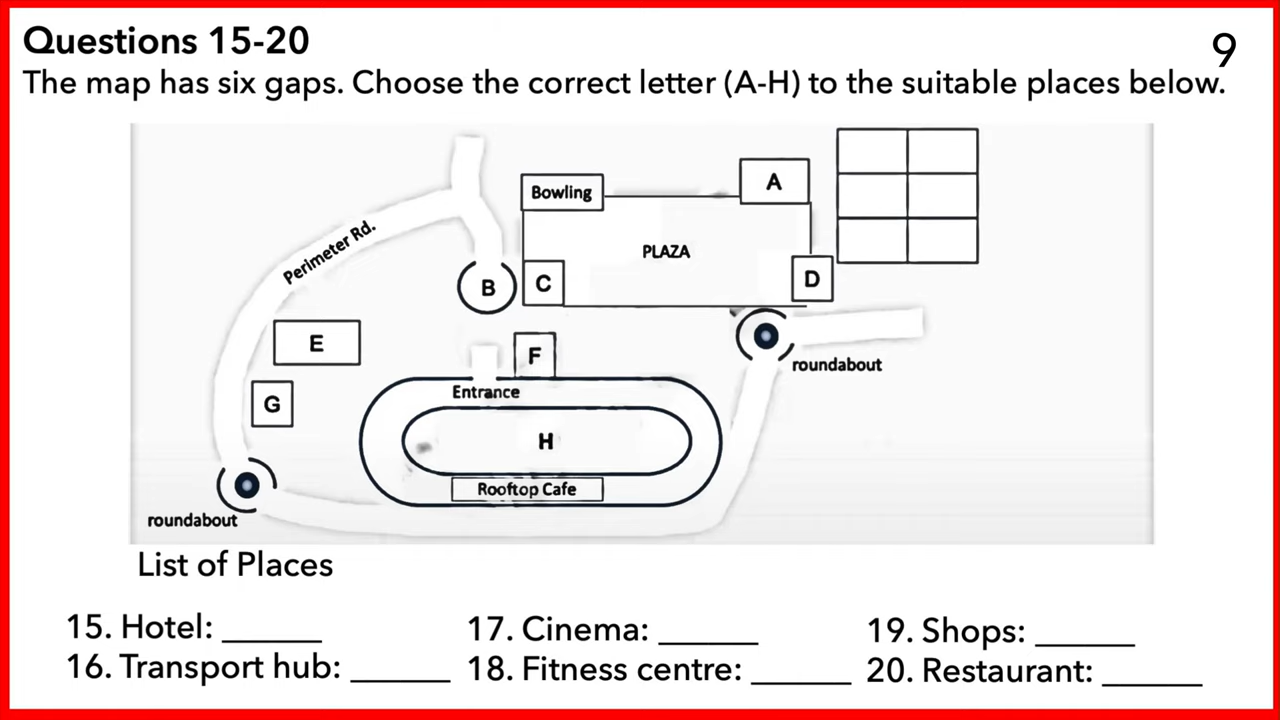 Questions 15-20
9
The map has six gaps. Choose the correct letter (A-H) to the suitable places below.
Bowling
A
Perimeter Rd.
PLAZA
B
C
D
E
F
roundabout
G
Entrance
H
Rooftop Cafe
roundabout
List of Places
15. Hotel: ______
17. Cinema: ______
19. Shops: ______
16. Transport hub: ______
18. Fitness centre: ______
20. Restaurant: ______